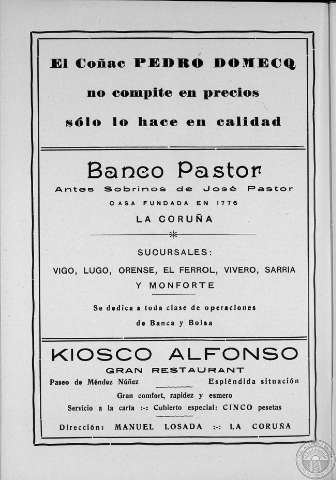 El Coñac PEDRO DOMECQ
no compite en precios
sólo lo hace en calidad
Banco Pastor
Antes Sobrinos de José Pastor
CASA FUNDADA EN 1776
LA CORUÑA
SUCURSALES:
VIGO, LUGO, ORENSE, EL FERROL, VIVERO, SARRIA
Y MONFORTE
Se dedica a toda clase de operaciones
de Banca y Bolsa
KIOSCO ALFONSO
GRAN RESTAURANT
Paseo de Méndez Núñez Espléndida situación
Gran comfort, rapidez y esmero
Servicio a la carta :-: Cubierto especial: CINCO pesetas
Dirección: MANUEL LOSADA :-: LA CORUÑA